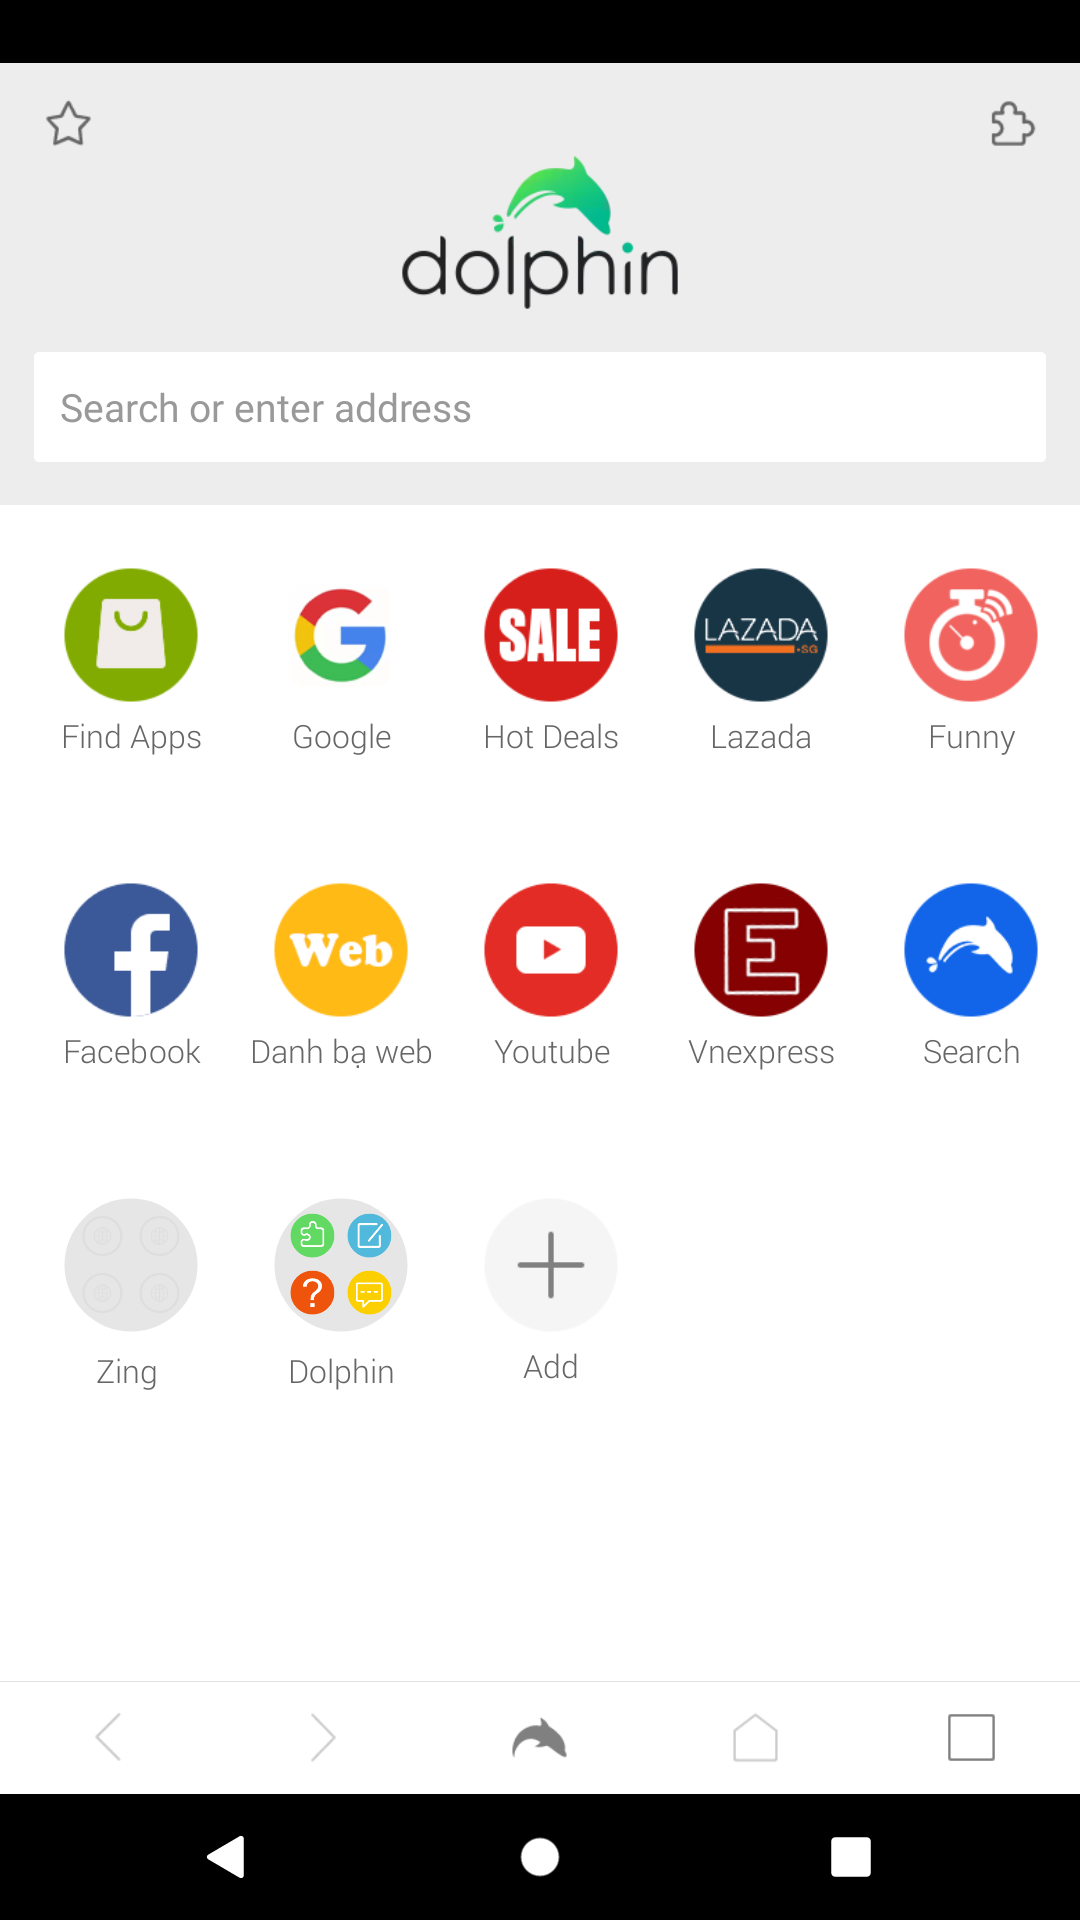 dolphin
Search or enter address
SALE
LAZADA
.SG
Find Apps
Google
Hot Deals
Lazada
Funny
Web
E
Facebook
Danh bạ web
Youtube
Vnexpress
Search
?
Zing
Dolphin
Add